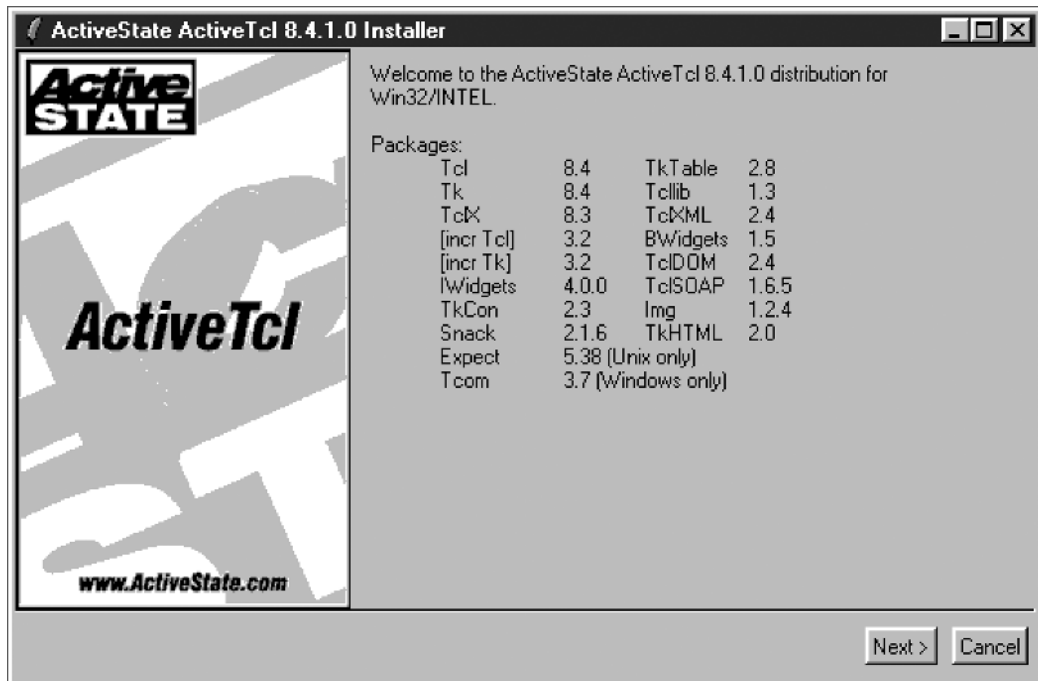 ActiveState ActiveTcl 8.4.1.0 Installer
Active
STATE
ActiveTcl
www.ActiveState.com
Welcome to the ActiveState ActiveTcl 8.4.1.0 distribution for
Win32/INTEL.
Packages:
Tcl 8.4 TkTable 2.8
Tk 8.4 Tcllib 1.3
TclX 8.3 TclXML 2.4
[incr Tcl] 3.2 BWidgets 1.5
[incr Tk] 3.2 TclDOM 2.4
IWidgets 4.0.0 TclSOAP 1.6.5
TkCon 2.3 Img 1.2.4
Snack 2.1.6 TkHTML 2.0
Expect 5.38 (Unix only)
Tcom 3.7 (Windows only)
Next >
Cancel